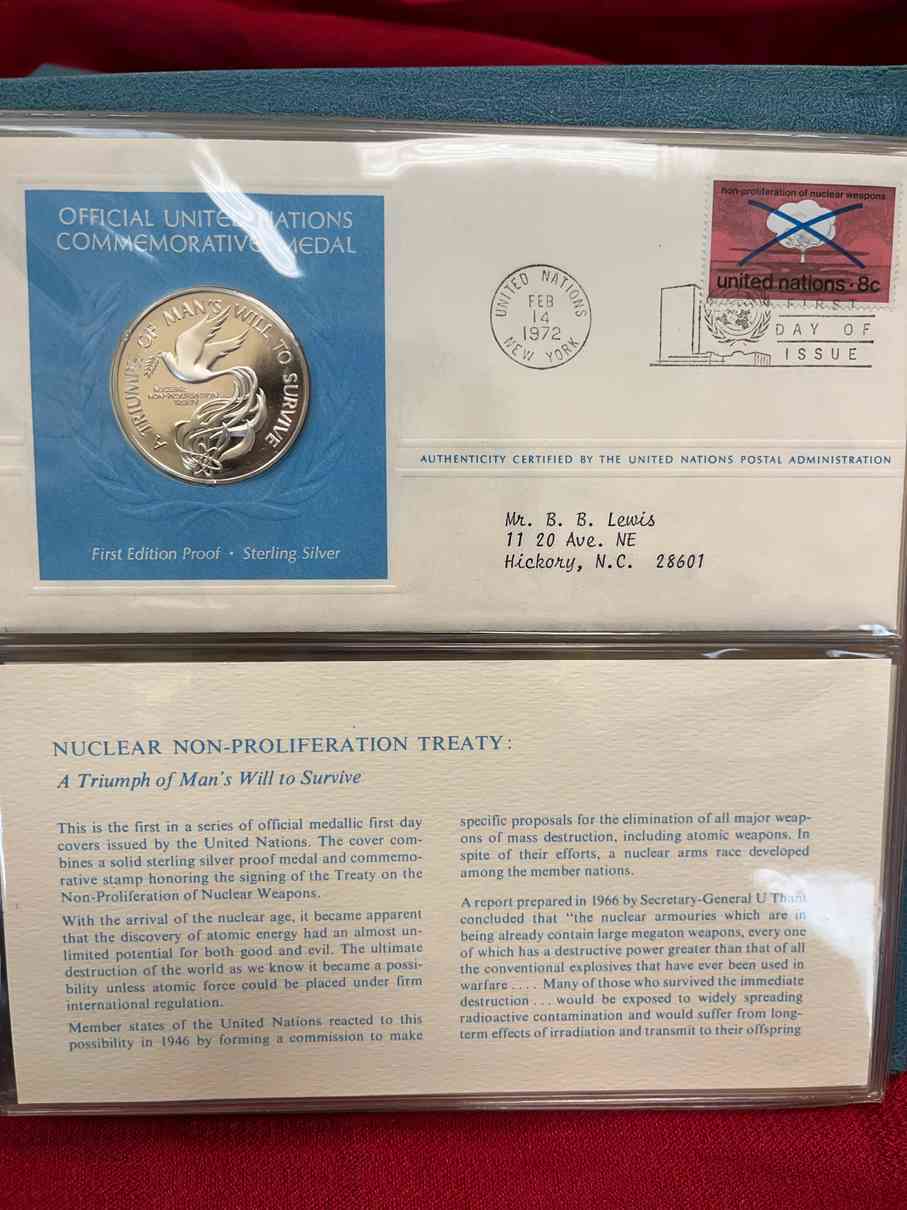 OFFICIAL UNITED NATIONS
COMMEMORATIVE MEDAL
A TRIUMPH OF MAN'S WILL TO SURVIVE
NUCLEAR
NON-PROLIFERATION
TREATY
First Edition Proof • Sterling Silver
non-proliferation of nuclear weapons
united nations • 8c
UNITED NATIONS
FEB
14
1972
NEW YORK
FIRST
DAY OF
ISSUE
AUTHENTICITY CERTIFIED BY THE UNITED NATIONS POSTAL ADMINISTRATION
Mr. B. B. Lewis
11 20 Ave. NE
Hickory, N.C. 28601
NUCLEAR NON-PROLIFERATION TREATY:
A Triumph of Man's Will to Survive
This is the first in a series of official medallic first day
covers issued by the United Nations. The cover com-
bines a solid sterling silver proof medal and commemo-
rative stamp honoring the signing of the Treaty on the
Non-Proliferation of Nuclear Weapons.
With the arrival of the nuclear age, it became apparent
that the discovery of atomic energy had an almost un-
limited potential for both good and evil. The ultimate
destruction of the world as we know it became a possi-
bility unless atomic force could be placed under firm
international regulation.
Member states of the United Nations reacted to this
possibility in 1946 by forming a commission to make
specific proposals for the elimination of all major weap-
ons of mass destruction, including atomic weapons. In
spite of their efforts, a nuclear arms race developed
among the member nations.
A report prepared in 1966 by Secretary-General U Thant
concluded that "the nuclear armouries which are in
being already contain large megaton weapons, every one
of which has a destructive power greater than that of all
the conventional explosives that have ever been used in
warfare .... Many of those who survived the immediate
destruction ... would be exposed to widely spreading
radioactive contamination and would suffer from long-
term effects of irradiation and transmit to their offspring